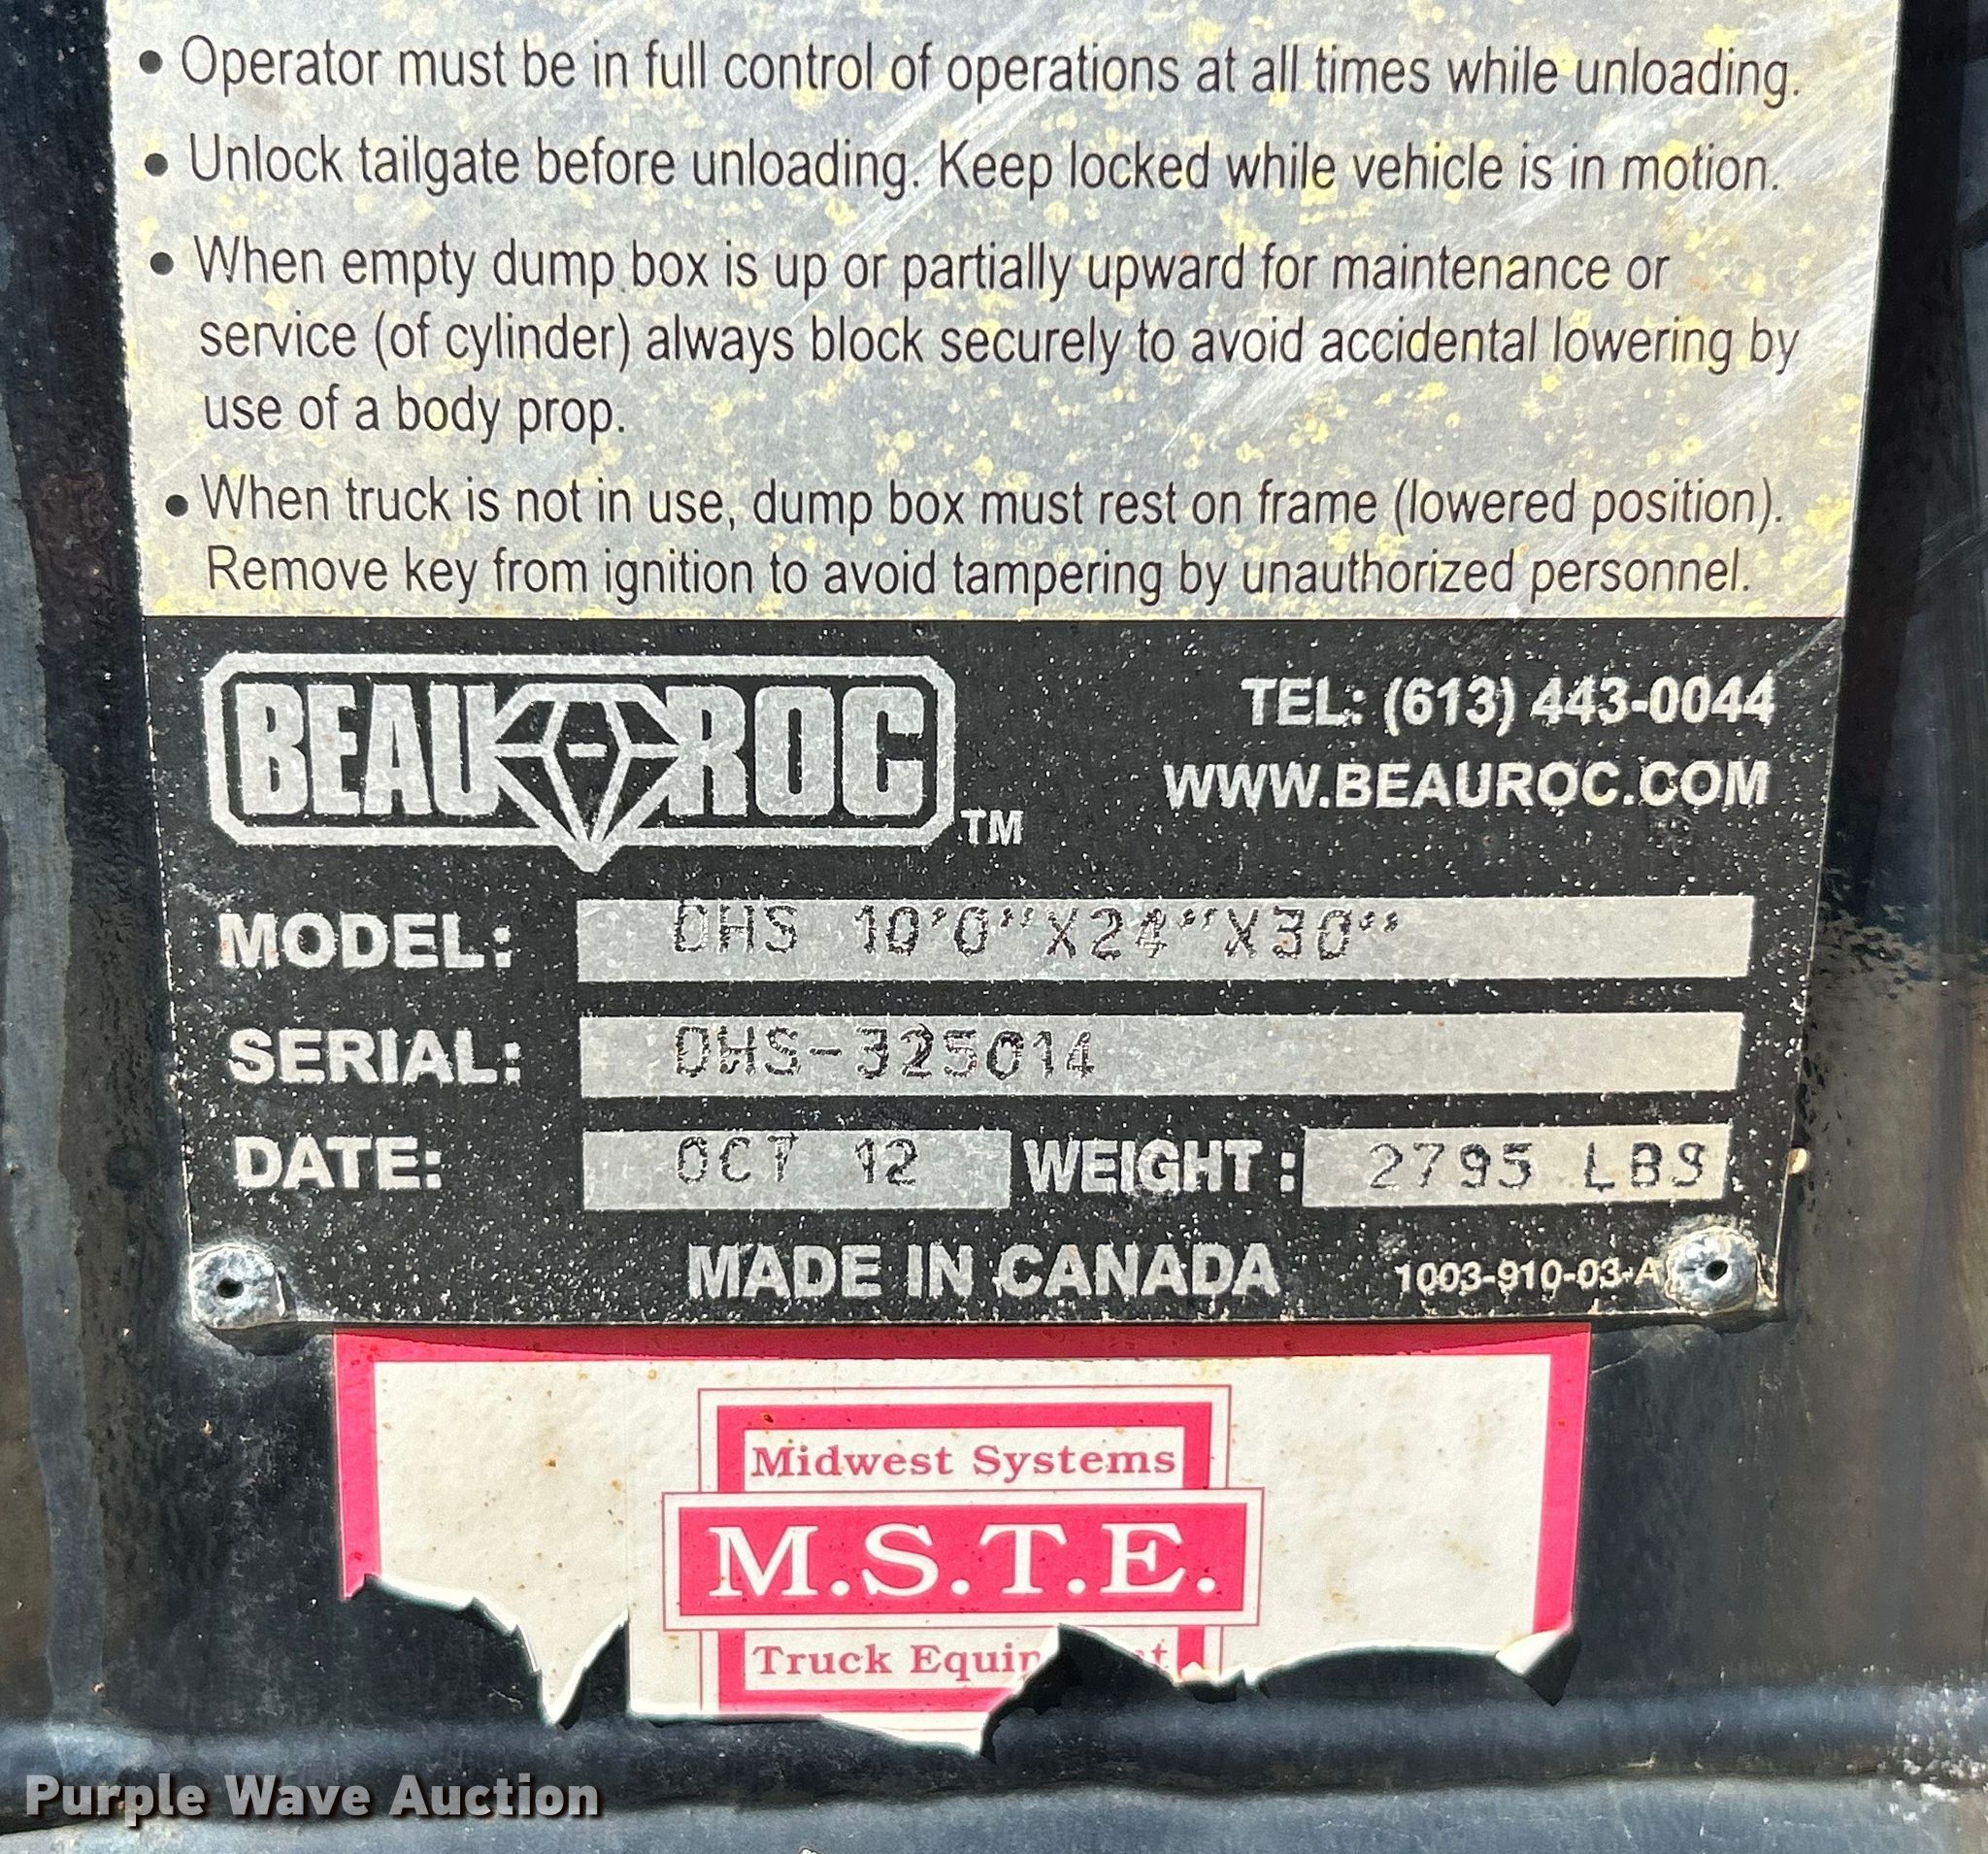 • Operator must be in full control of operations at all times while unloading.
• Unlock tailgate before unloading. Keep locked while vehicle is in motion.
• When empty dump box is up or partially upward for maintenance or
service (of cylinder) always block securely to avoid accidental lowering by
use of a body prop.
• When truck is not in use, dump box must rest on frame (lowered position).
Remove key from ignition to avoid tampering by unauthorized personnel.
BEAU ROC TM
TEL: (613) 443-0044
WWW.BEAUROC.COM
MODEL: DHS 10'0"X24"X30"
SERIAL: DHS-325014
DATE: OCT 12 WEIGHT: 2795 LBS
MADE IN CANADA 1003-910-03-A
Midwest Systems
M.S.T.E.
Truck
Purple Wave Auction